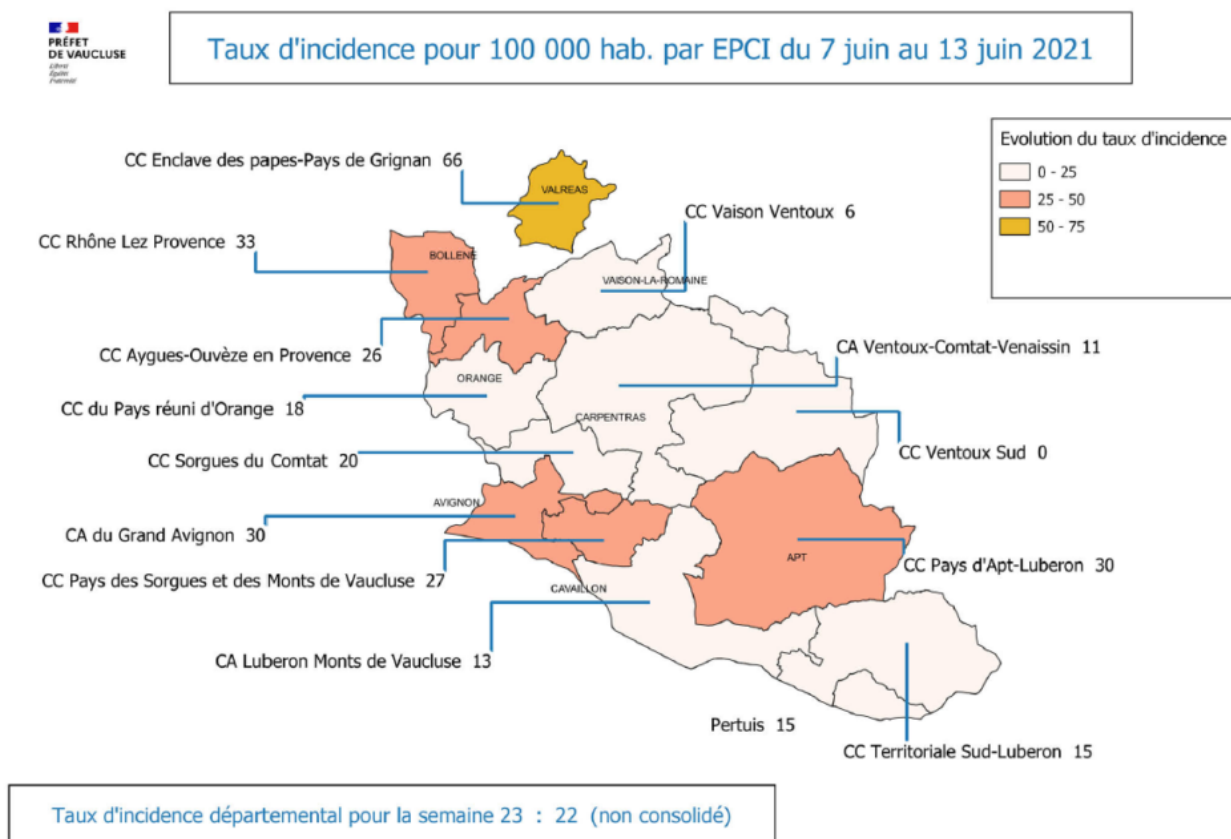 PRÉFET
DE VAUCLUSE
Liberté
Égalité
Fraternité
Taux d'incidence pour 100 000 hab. par EPCI du 7 juin au 13 juin 2021
Evolution du taux d'incidence
0 - 25
25 - 50
50 - 75
CC Enclave des papes-Pays de Grignan 66
VALREAS
CC Vaison Ventoux 6
CC Rhône Lez Provence 33
BOLLENE
VAISON-LA-ROMAINE
CC Aygues-Ouvèze en Provence 26
CA Ventoux-Comtat-Venaissin 11
ORANGE
CC du Pays réuni d'Orange 18
CARPENTRAS
CC Ventoux Sud 0
CC Sorgues du Comtat 20
AVIGNON
CA du Grand Avignon 30
APT
CC Pays d'Apt-Luberon 30
CC Pays des Sorgues et des Monts de Vaucluse 27
CAVAILLON
CA Luberon Monts de Vaucluse 13
Pertuis 15
CC Territoriale Sud-Luberon 15
Taux d'incidence départemental pour la semaine 23 : 22 (non consolidé)